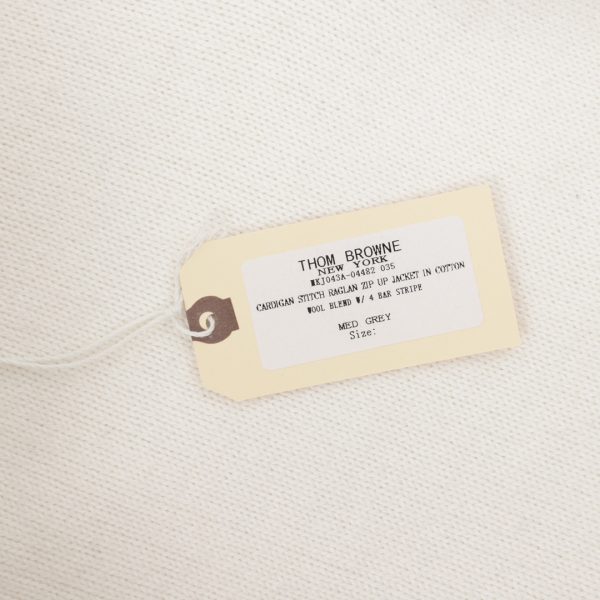 THOM BROWNE
NEW YORK
MKJ043A-04482 035
CARDIGAN STITCH RAGLAN ZIP UP JACKET IN COTTON
WOOL BLEND W/ 4 BAR STRIPE
MED GREY
Size: